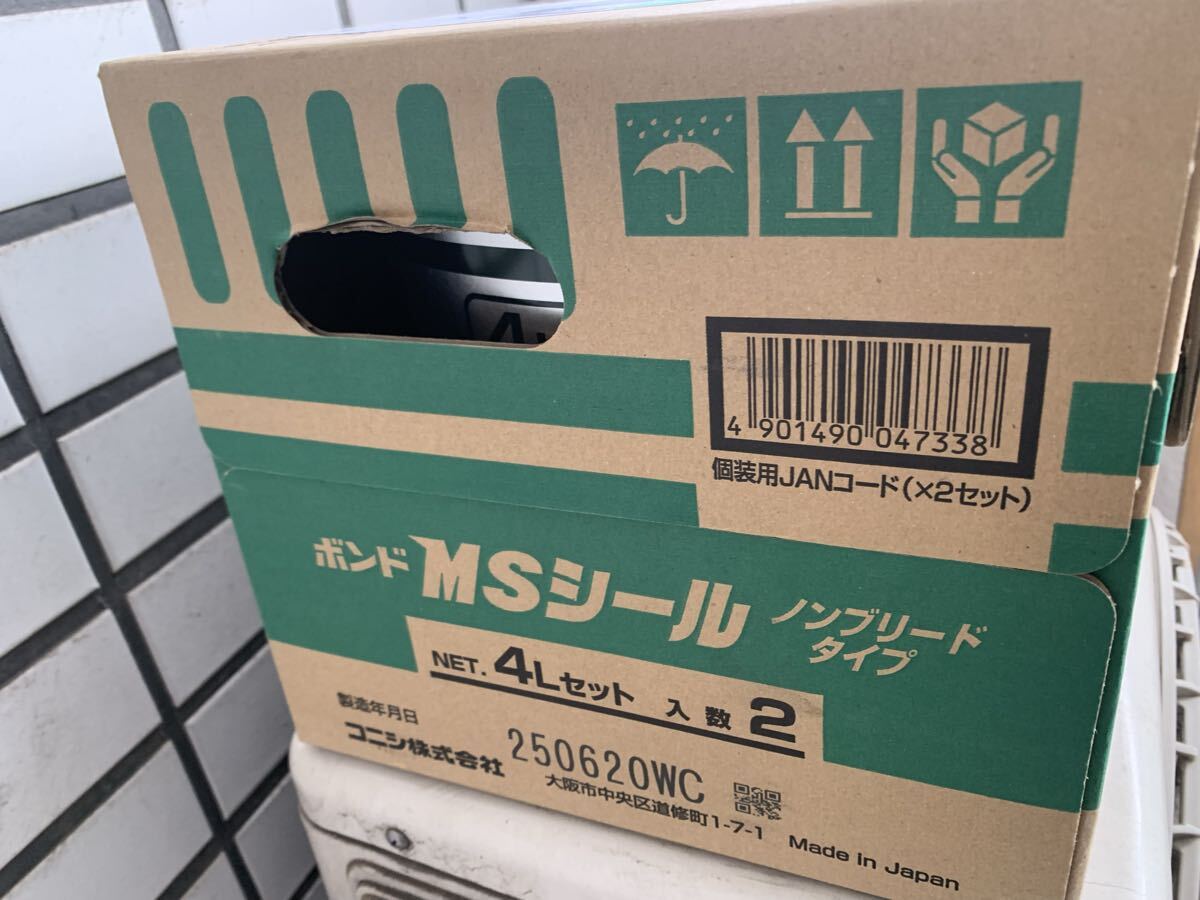 4 901490 047338
個装用JANコード(×2セット)
ボンド MSシール ノンブリード
タイプ
NET. 4Lセット 入数 2
製造年月日
250620WC
コニシ株式会社
大阪市中央区道修町1-7-1
Made in Japan